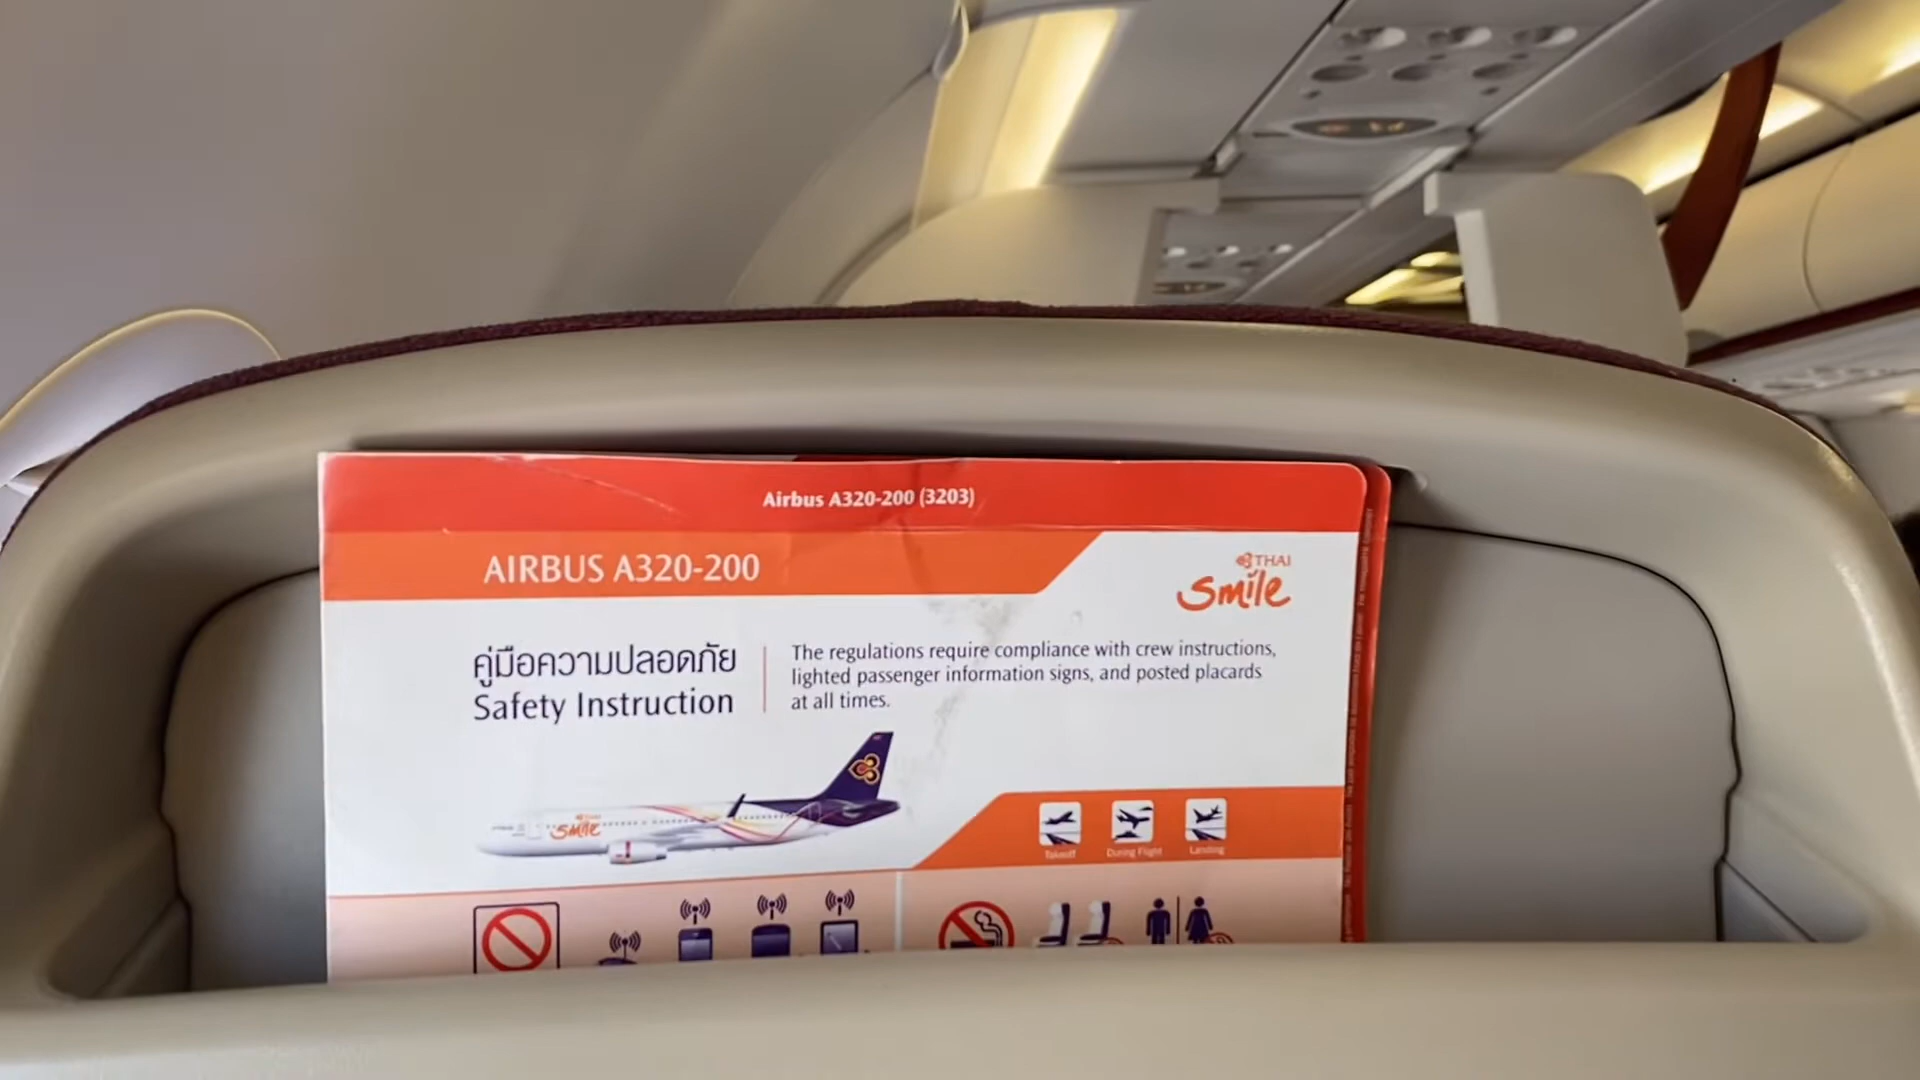 Airbus A320-200 (3203)
AIRBUS A320-200
THAI
smile
คู่มือความปลอดภัย
Safety Instruction
The regulations require compliance with crew instructions,
lighted passenger information signs, and posted placards
at all times.
smile
Takeoff
During Flight
Landing